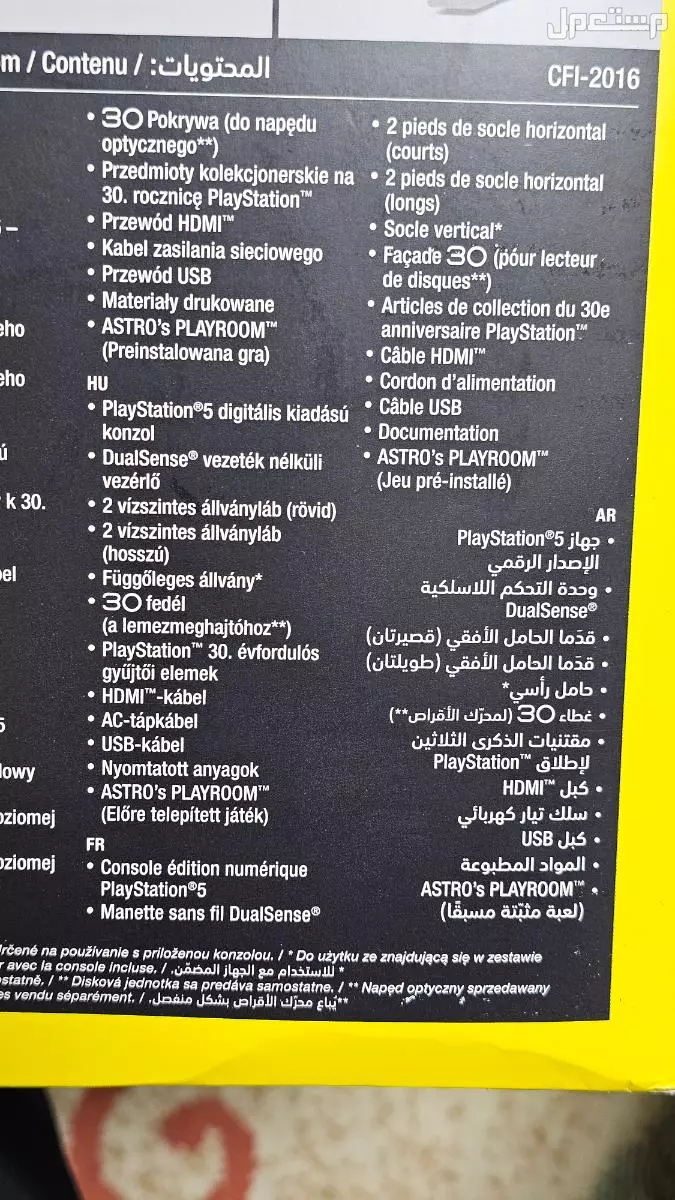 مستعمل
m / Contenu / المحتويات:
CFI-2016
eho
eho
k 30.
bel
5
lowy
oziomej
oziomej
• 30 Pokrywa (do napędu
optycznego**)
• Przedmioty kolekcjonerskie na
30. rocznicę PlayStation™
• Przewód HDMI™
• Kabel zasilania sieciowego
• Przewód USB
• Materiały drukowane
• ASTRO's PLAYROOM™
(Preinstalowana gra)
HU
• PlayStation®5 digitális kiadású
konzol
• DualSense® vezeték nélküli
vezérlő
• 2 vízszintes állványláb (rövid)
• 2 vízszintes állványláb
(hosszú)
• Függőleges állvány*
• 30 fedél
(a lemezmeghajtóhoz**)
• PlayStation™ 30. évfordulós
gyűjtői elemek
• HDMI™-kábel
• AC-tápkábel
• USB-kábel
• Nyomtatott anyagok
• ASTRO's PLAYROOM™
(Előre telepített játék)
FR
• Console édition numérique
PlayStation®5
• Manette sans fil DualSense®
• 2 pieds de socle horizontal
(courts)
• 2 pieds de socle horizontal
(longs)
• Socle vertical*
• Façade 30 (pour lecteur
de disques**)
• Articles de collection du 30e
anniversaire PlayStation™
• Câble HDMI™
• Cordon d'alimentation
• Câble USB
• Documentation
• ASTRO's PLAYROOM™
(Jeu pré-installé)
AR
• جهاز PlayStation®5
الإصدار الرقمي
• وحدة التحكم اللاسلكية
DualSense®
• قدَما الحامل الأفقي (قصيرتان)
• قدَما الحامل الأفقي (طويلتان)
• حامل رأسي*
• غطاء 30 (لمحرّك الأقراص**)
• مقتنيات الذكرى الثلاثين
لإطلاق PlayStation™
• كبل HDMI™
• سلك تيار كهربائي
• كبل USB
• المواد المطبوعة
• ASTRO's PLAYROOM™
(لعبة مثبّتة مسبقًا)
Určené na používanie s priloženou konzolou. / * Do użytku ze znajdującą się w zestawie
r avec la console incluse. / * للاستخدام مع الجهاز المضمّن.
ostatně. / ** Disková jednotka sa predáva samostatne. / ** Napęd optyczny sprzedawany
es vendu séparément. / **يُباع محرّك الأقراص بشكل منفصل.